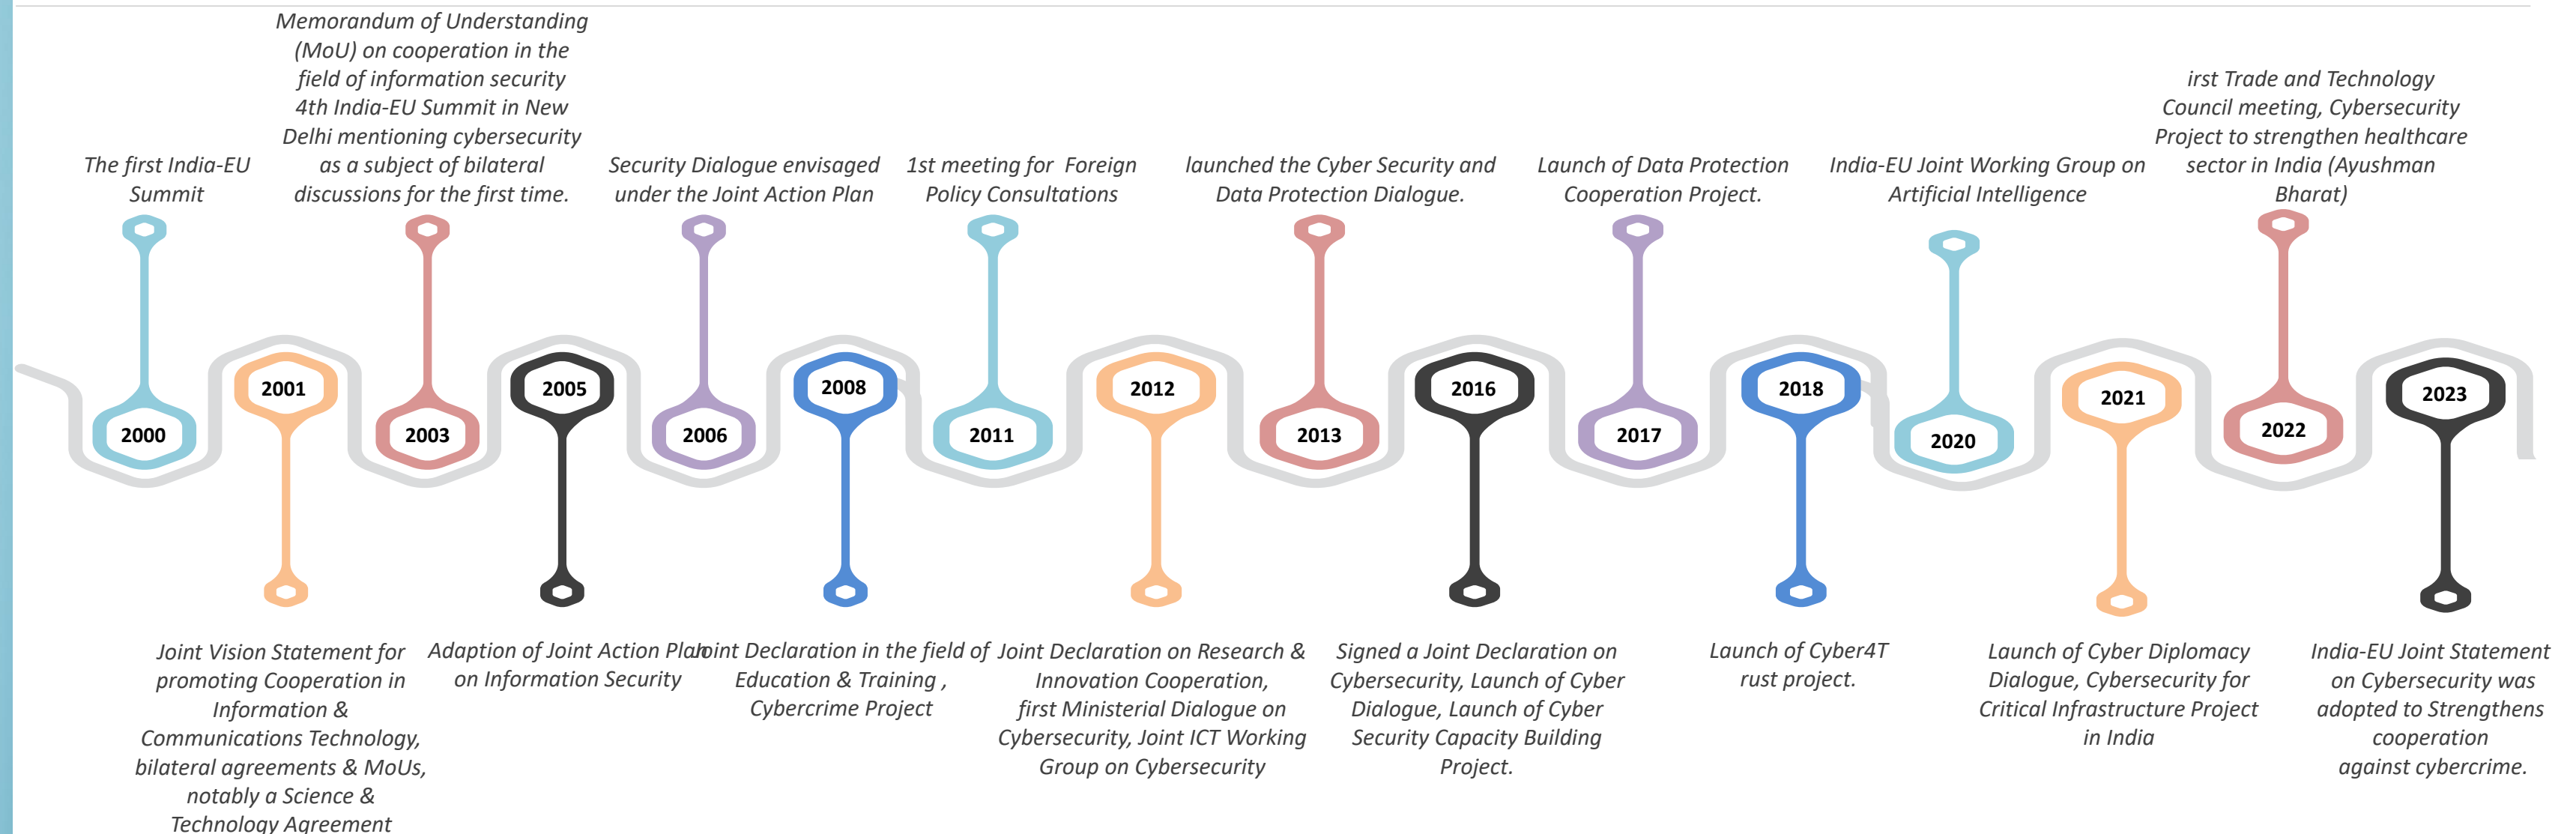 Memorandum of Understanding
(MoU) on cooperation in the
field of information security
4th India-EU Summit in New
Delhi mentioning cybersecurity
as a subject of bilateral
discussions for the first time.
irst Trade and Technology
Council meeting, Cybersecurity
Project to strengthen healthcare
sector in India (Ayushman
Bharat)
The first India-EU
Summit
Security Dialogue envisaged
under the Joint Action Plan
1st meeting for  Foreign
Policy Consultations
launched the Cyber Security and
Data Protection Dialogue.
Launch of Data Protection
Cooperation Project.
India-EU Joint Working Group on
Artificial Intelligence
2000
2001
2003
2005
2006
2008
2011
2012
2013
2016
2017
2018
2020
2021
2022
2023
Joint Vision Statement for
promoting Cooperation in
Information &
Communications Technology,
bilateral agreements & MoUs,
notably a Science &
Technology Agreement
Adaption of Joint Action Plan
on Information Security
Joint Declaration in the field of
Education & Training ,
Cybercrime Project
Joint Declaration on Research &
Innovation Cooperation,
first Ministerial Dialogue on
Cybersecurity, Joint ICT Working
Group on Cybersecurity
Signed a Joint Declaration on
Cybersecurity, Launch of Cyber
Dialogue, Launch of Cyber
Security Capacity Building
Project.
Launch of Cyber4T
rust project.
Launch of Cyber Diplomacy
Dialogue, Cybersecurity for
Critical Infrastructure Project
in India
India-EU Joint Statement
on Cybersecurity was
adopted to Strengthens
cooperation
against cybercrime.